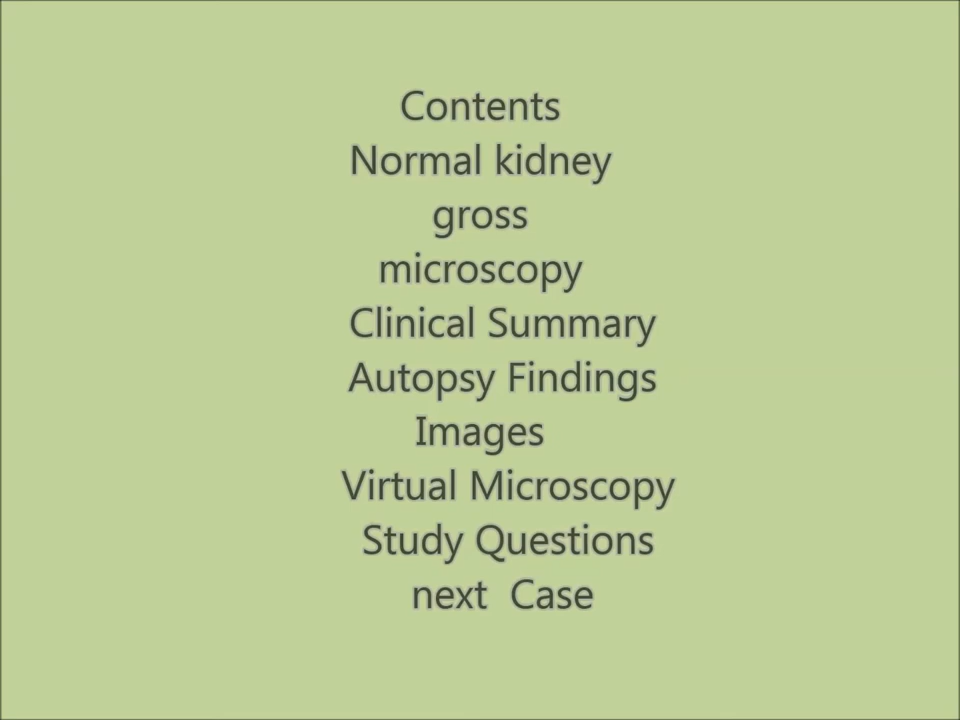 Contents
Normal kidney
gross
microscopy
Clinical Summary
Autopsy Findings
Images
Virtual Microscopy
Study Questions
next  Case